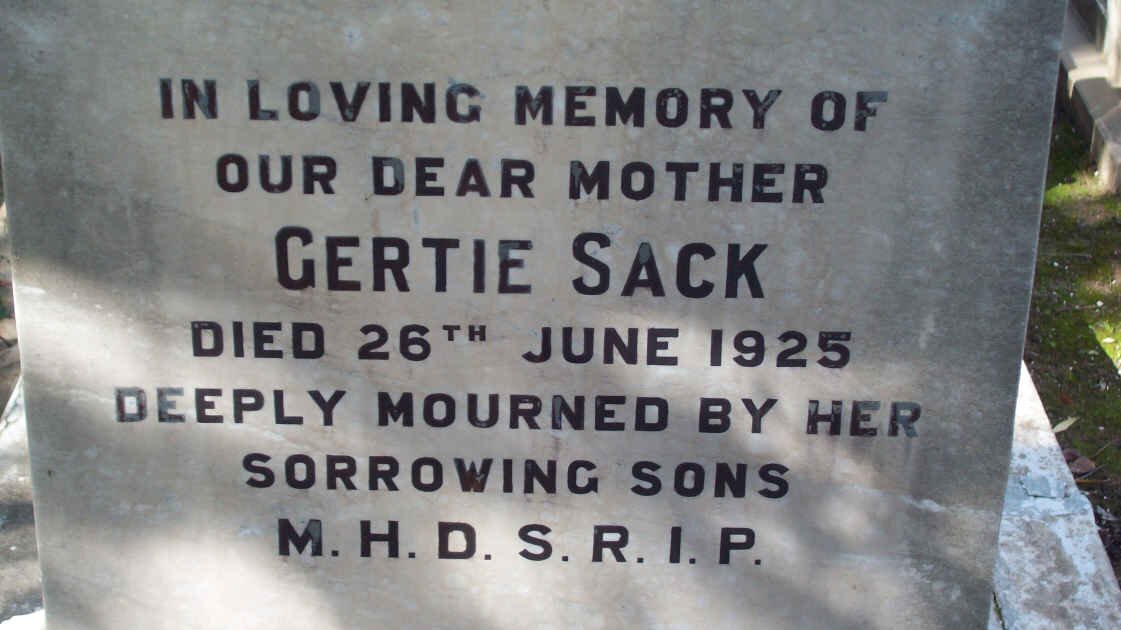 IN LOVING MEMORY OF
OUR DEAR MOTHER
GERTIE SACK
DIED 26TH JUNE 1925
DEEPLY MOURNED BY HER
SORROWING SONS
M. H. D. S. R. I. P.